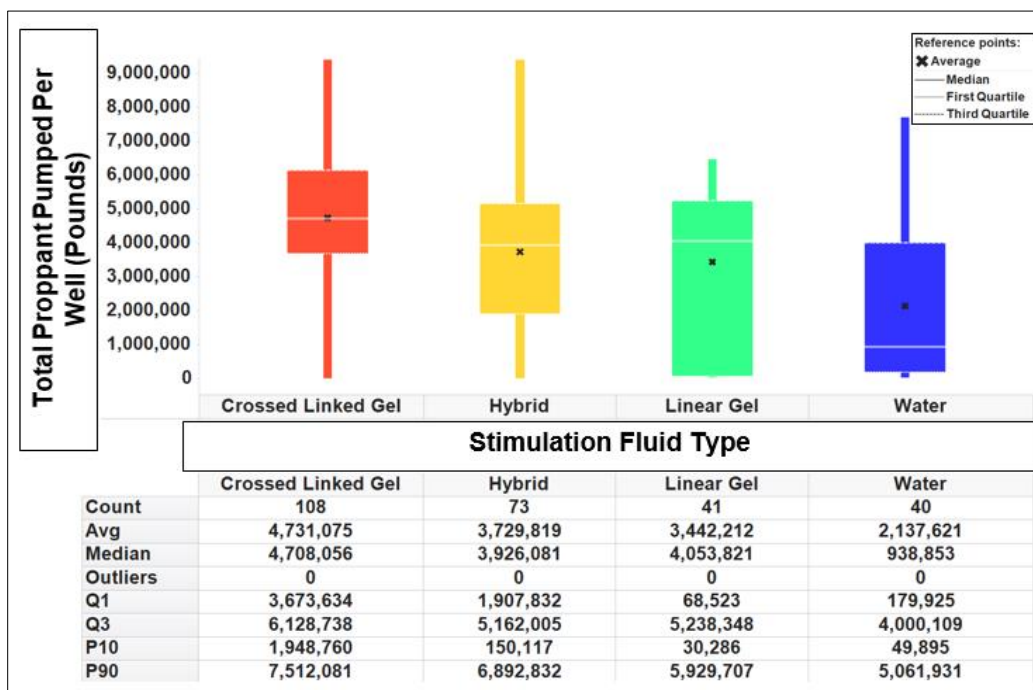 Total Proppant Pumped Per
Well (Pounds)
9,000,000
8,000,000
7,000,000
6,000,000
5,000,000
4,000,000
3,000,000
2,000,000
1,000,000
0
Reference points:
✖ Average
Median
First Quartile
Third Quartile
Crossed Linked Gel Hybrid Linear Gel Water
Stimulation Fluid Type
Crossed Linked Gel Hybrid Linear Gel Water
Count 108 73 41 40
Avg 4,731,075 3,729,819 3,442,212 2,137,621
Median 4,708,056 3,926,081 4,053,821 938,853
Outliers 0 0 0 0
Q1 3,673,634 1,907,832 68,523 179,925
Q3 6,128,738 5,162,005 5,238,348 4,000,109
P10 1,948,760 150,117 30,286 49,895
P90 7,512,081 6,892,832 5,929,707 5,061,931